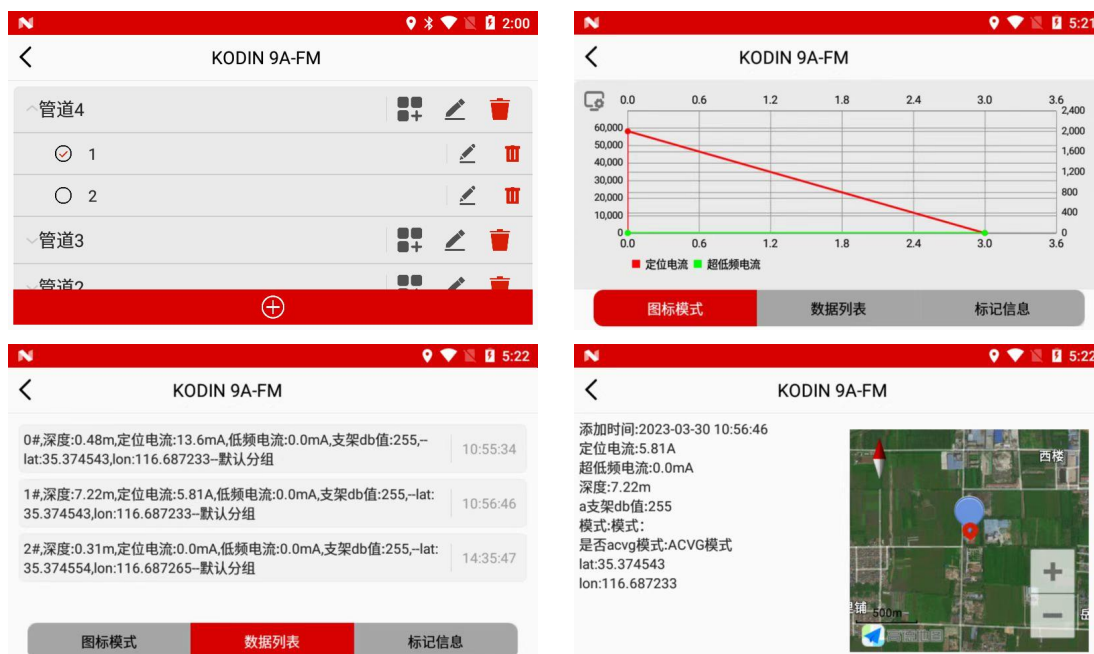 2:00
KODIN 9A-FM
管道4
1
2
管道3
管道2
5:21
KODIN 9A-FM
0.0 0.6 1.2 1.8 2.4 3.0 3.6
2,400
60,000 2,000
50,000
1,600
40,000
1,200
30,000
800
20,000
400
10,000
0 0
0.0 0.6 1.2 1.8 2.4 3.0 3.6
定位电流 超低频电流
图标模式 数据列表 标记信息
5:22
KODIN 9A-FM
0#,深度:0.48m,定位电流:13.6mA,低频电流:0.0mA,支架db值:255,--
lat:35.374543,lon:116.687233--默认分组
10:55:34
1#,深度:7.22m,定位电流:5.81A,低频电流:0.0mA,支架db值:255,--lat:
35.374543,lon:116.687233--默认分组
10:56:46
2#,深度:0.31m,定位电流:0.0mA,低频电流:0.0mA,支架db值:255,--lat:
35.374554,lon:116.687265--默认分组
14:35:47
图标模式 数据列表 标记信息
5:22
KODIN 9A-FM
添加时间:2023-03-30 10:56:46
定位电流:5.81A
超低频电流:0.0mA
深度:7.22m
a支架db值:255
模式:模式:
是否acvg模式:ACVG模式
lat:35.374543
lon:116.687233
西楼
500m
高德地图